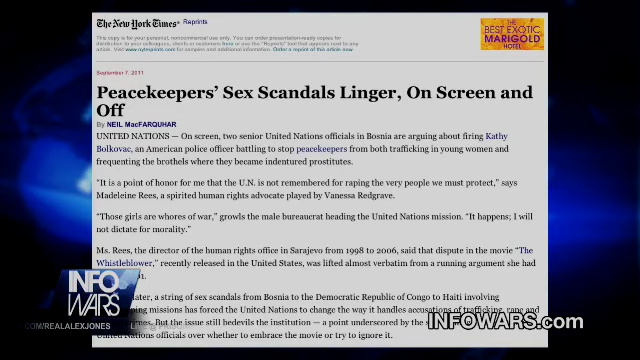 The New York Times Reprints
This copy is for your personal, noncommercial use only. You can order presentation-ready copies for
distribution to your colleagues, clients or customers here or use the "Reprints" tool that appears next to any
article. Visit www.nytreprints.com for samples and additional information. Order a reprint of this article now.
THE
BEST EXOTIC
MARIGOLD
HOTEL
September 7, 2011
Peacekeepers' Sex Scandals Linger, On Screen and
Off
By NEIL MacFARQUHAR
UNITED NATIONS — On screen, two senior United Nations officials in Bosnia are arguing about firing Kathy
Bolkovac, an American police officer battling to stop peacekeepers from both trafficking in young women and
frequenting the brothels where they became indentured prostitutes.
"It is a point of honor for me that the U.N. is not remembered for raping the very people we must protect," says
Madeleine Rees, a spirited human rights advocate played by Vanessa Redgrave.
"Those girls are whores of war," growls the male bureaucrat heading the United Nations mission. "It happens; I will
not dictate for morality."
Ms. Rees, the director of the human rights office in Sarajevo from 1998 to 2006, said that dispute in the movie "The
Whistleblower," recently released in the United States, was lifted almost verbatim from a running argument she had
01.
later, a string of sex scandals from Bosnia to the Democratic Republic of Congo to Haiti involving
missions has forced the United Nations to change the way it handles accusations of trafficking, rape and
But the issue still bedevils the institution — a point underscored by the
United Nations officials over whether to embrace the movie or try to ignore it.
INFO
WARS
.COM/REALALEXJONES
INFOWARS.com